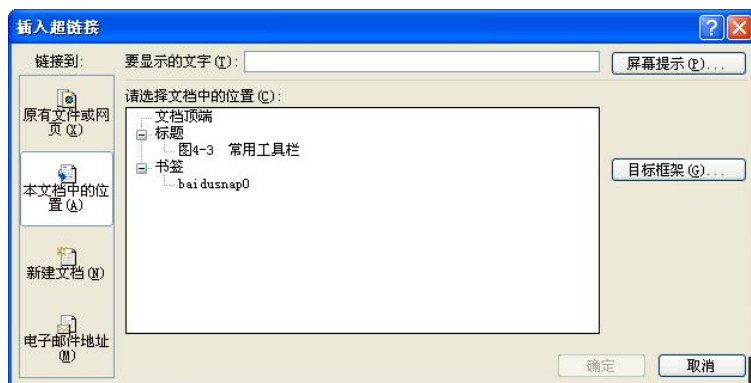 插入超链接
链接到:
要显示的文字(T):
屏幕提示(P)...
原有文件或网
页(X)
本文档中的位
置(A)
新建文档(N)
电子邮件地址
(M)
请选择文档中的位置(C):
文档顶端
标题
图4-3 常用工具栏
书签
baidusnap0
目标框架(G)...
确定
取消